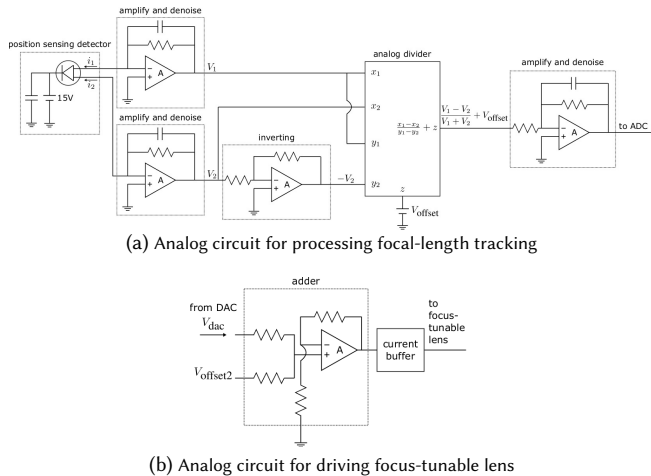 amplify and denoise
position sensing detector
i1
i2
15V
−
+
A
V1
amplify and denoise
−
+
A
V2
inverting
−
+
A
−V2
analog divider
x1
x2
y1
y2
x1−x2
y1−y2
+ z
z
Voffset
V1 − V2
V1 + V2
+ Voffset
amplify and denoise
−
+
A
to ADC
(a) Analog circuit for processing focal-length tracking
adder
from DAC
Vdac
Voffset2
−
+
A
current
buffer
to
focus-
tunable
lens
(b) Analog circuit for driving focus-tunable lens